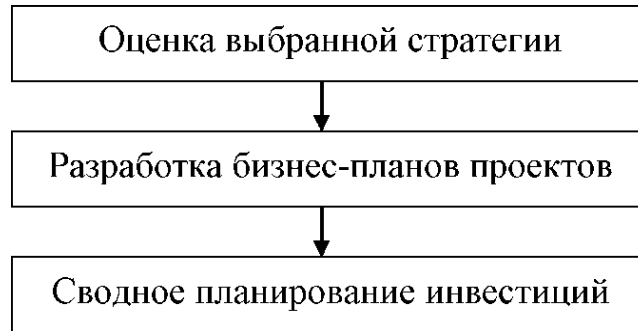 Оценка выбранной стратегии
Разработка бизнес-планов проектов
Сводное планирование инвестиций